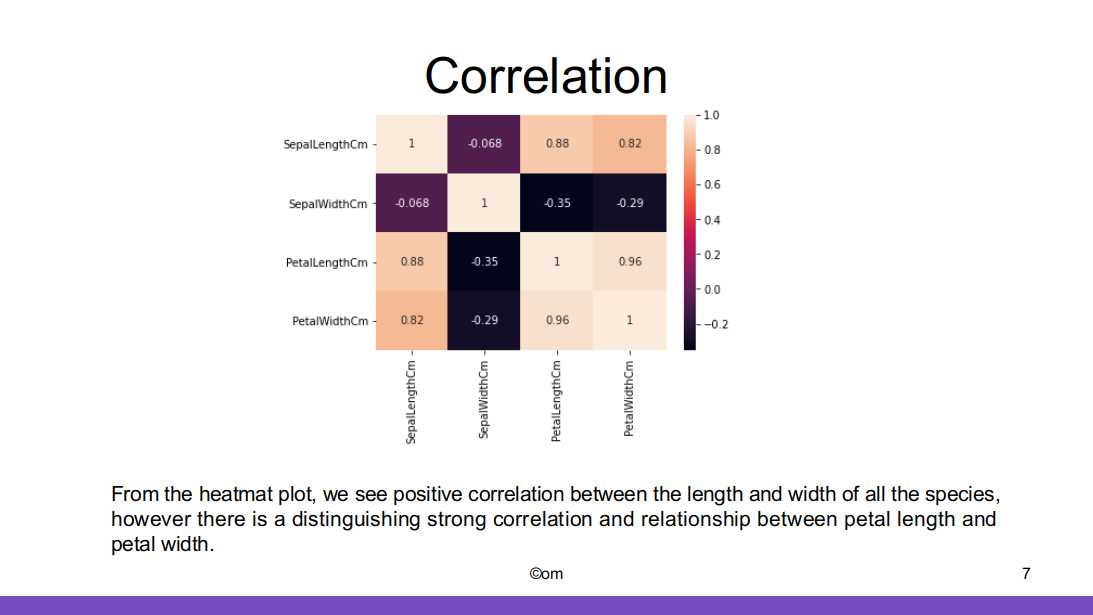 Correlation
SepalLengthCm 1 -0.068 0.88 0.82
SepalWidthCm -0.068 1 -0.35 -0.29
PetalLengthCm 0.88 -0.35 1 0.96
PetalWidthCm 0.82 -0.29 0.96 1
1.0
0.8
0.6
0.4
0.2
0.0
−0.2
SepalLengthCm
SepalWidthCm
PetalLengthCm
PetalWidthCm
From the heatmat plot, we see positive correlation between the length and width of all the species,
however there is a distinguishing strong correlation and relationship between petal length and
petal width.
©om
7